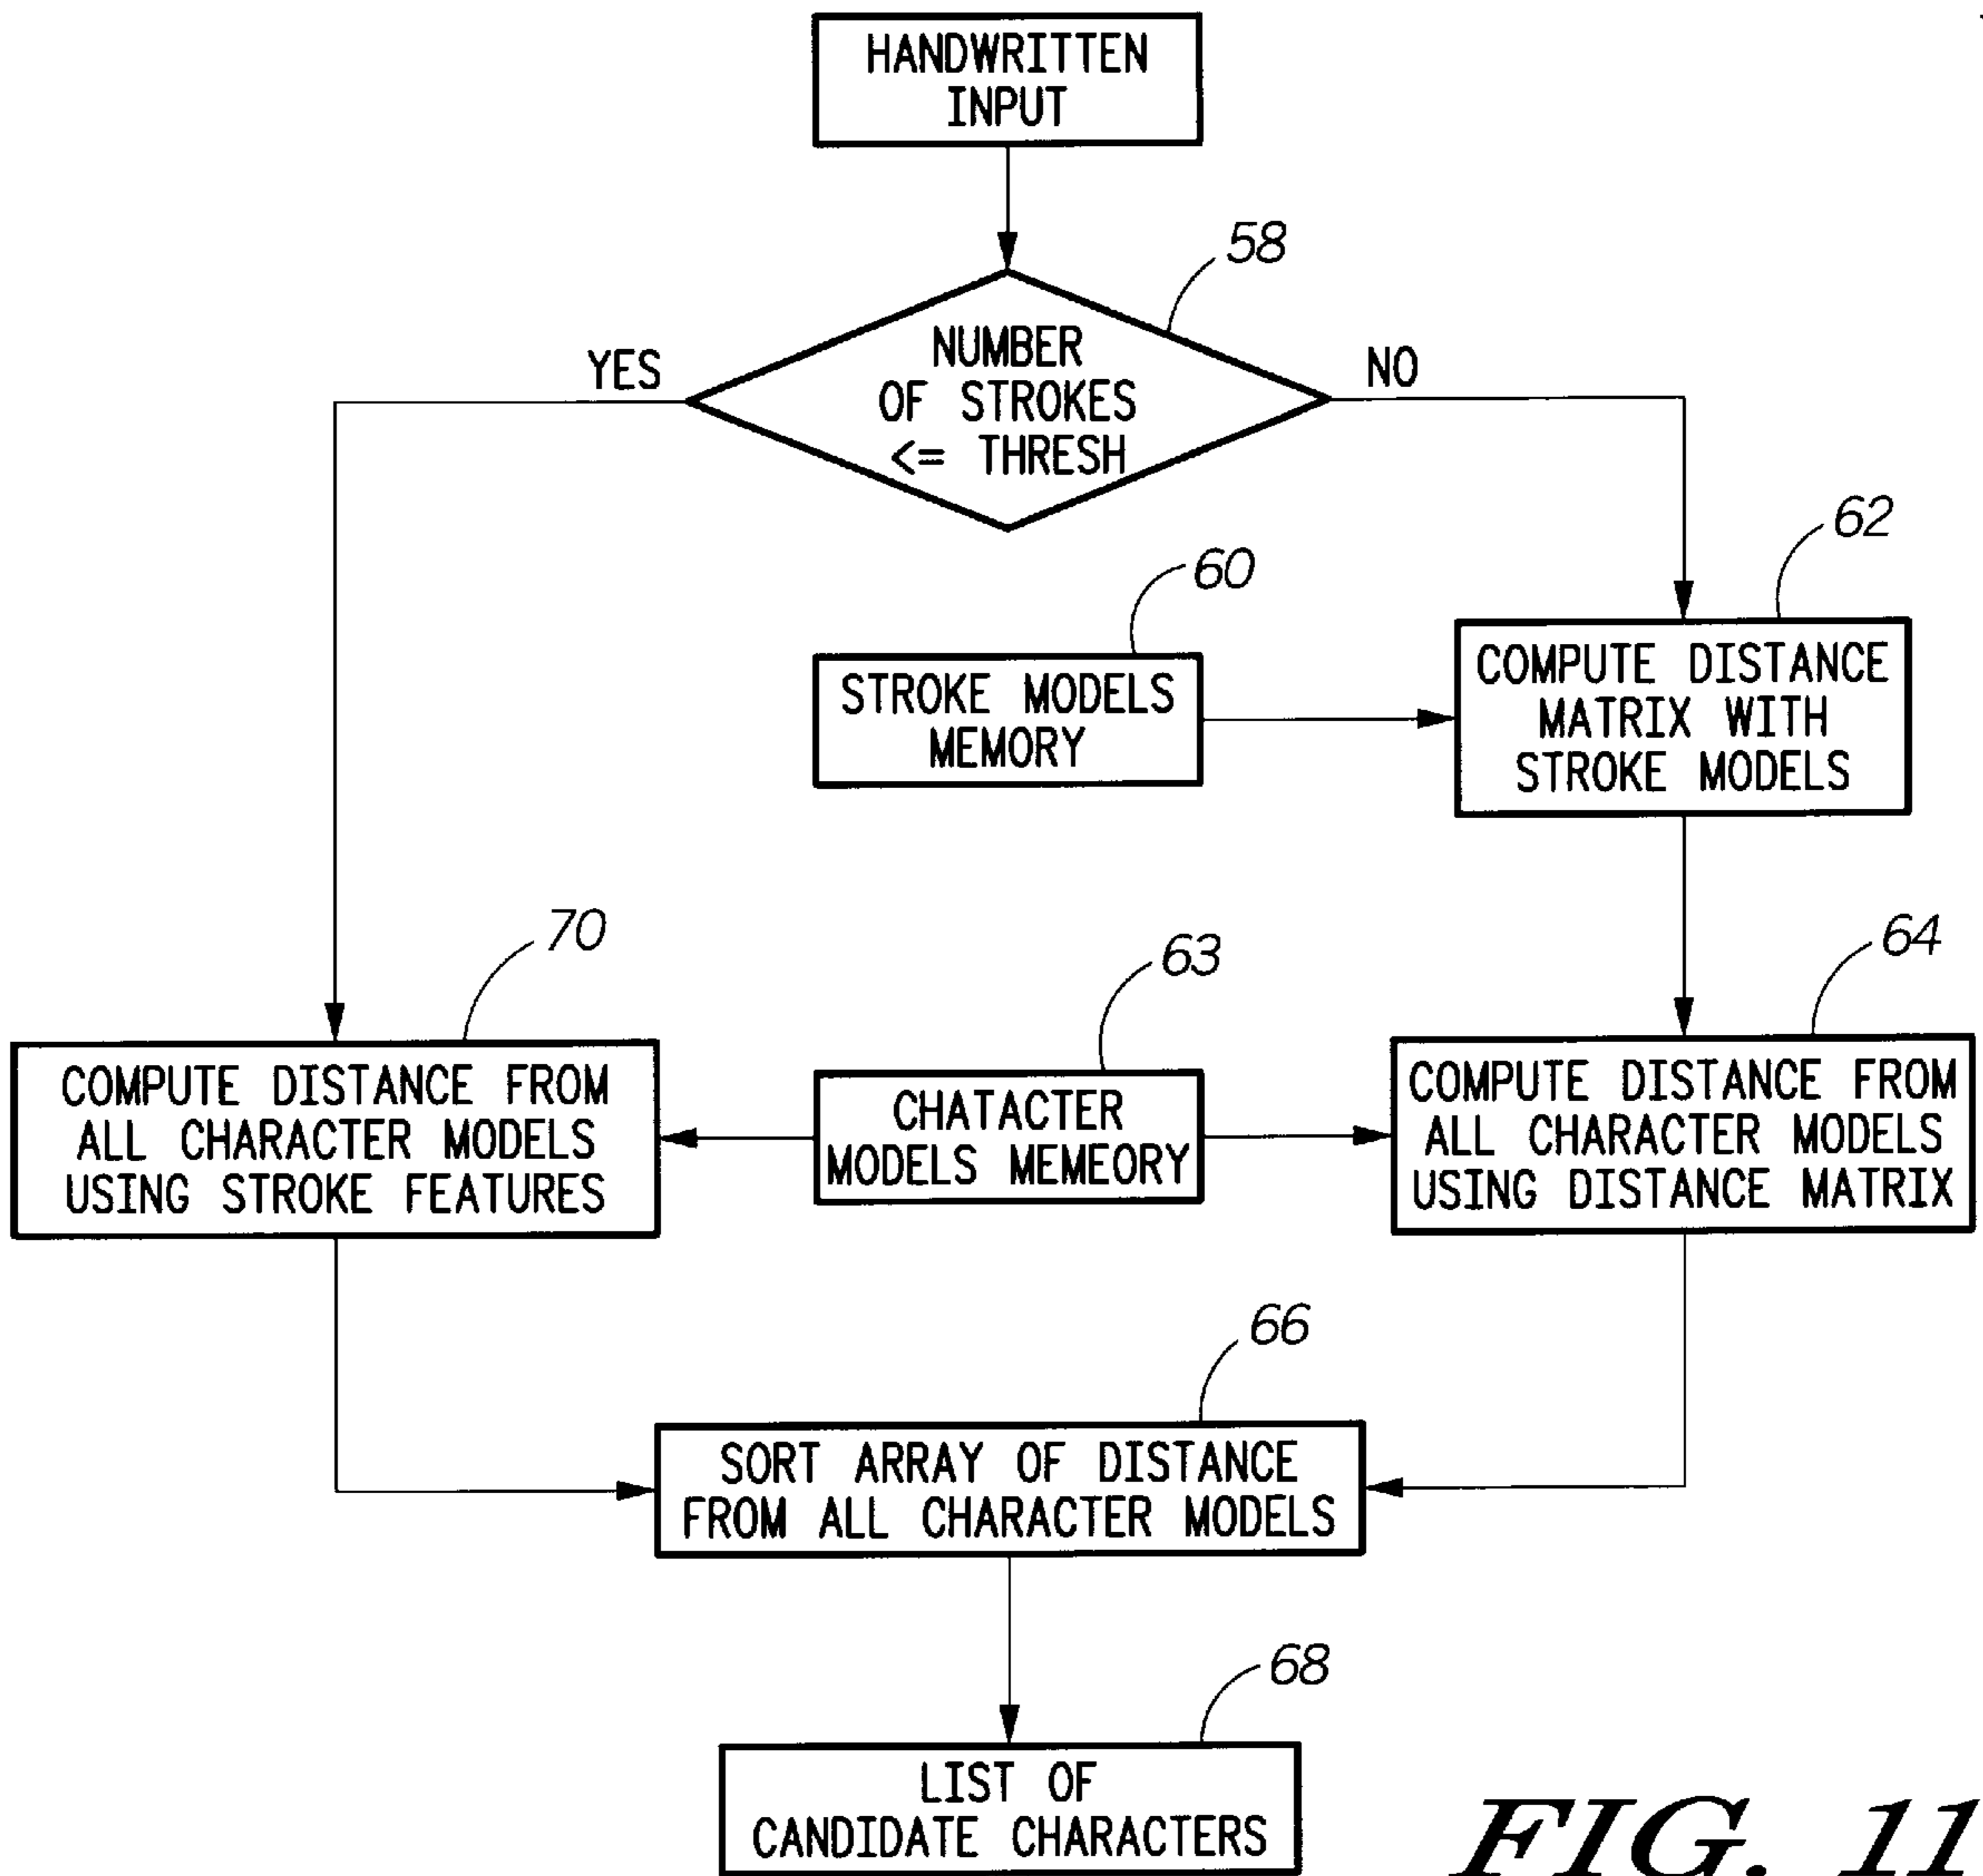 HANDWRITTEN
INPUT
58
NUMBER
OF STROKES
<= THRESH
YES
NO
62
60
STROKE MODELS
MEMORY
COMPUTE DISTANCE
MATRIX WITH
STROKE MODELS
70
63
64
COMPUTE DISTANCE FROM
ALL CHARACTER MODELS
USING STROKE FEATURES
CHATACTER
MODELS MEMEORY
COMPUTE DISTANCE FROM
ALL CHARACTER MODELS
USING DISTANCE MATRIX
66
SORT ARRAY OF DISTANCE
FROM ALL CHARACTER MODELS
68
LIST OF
CANDIDATE CHARACTERS
FIG. 11